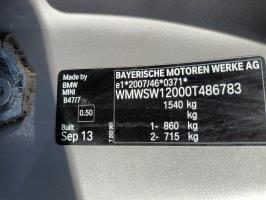 Made by
BMW
MINI
B47/7
0.50
Built
Sep 13
BAYERISCHE MOTOREN WERKE AG
e1*2007/46*0371*
WMWSW12000T486783
1540 kg
kg
1- 860 kg
2- 715 kg